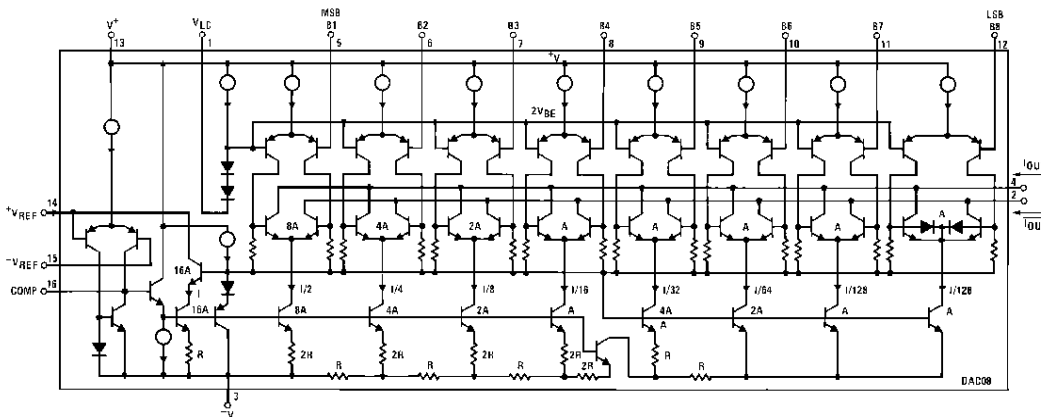 V+ VLC MSB LSB
B1 B2 B3 B4 B5 B6 B7 B8
13 1 5 6 7 8 9 10 11 12
+V
2VBE
IOU
4
2
IOU
14
+VREF
8A 4A 2A A A A A A
-VREF
15
16A
COMP 16
I I/2 I/4 I/8 I/16 I/32 I/64 I/128 I/128
16A 8A 4A 2A A 4A 2A A A
A
R 2R 2R 2R 2R R
R R R 2R R
3
-V
DAC08